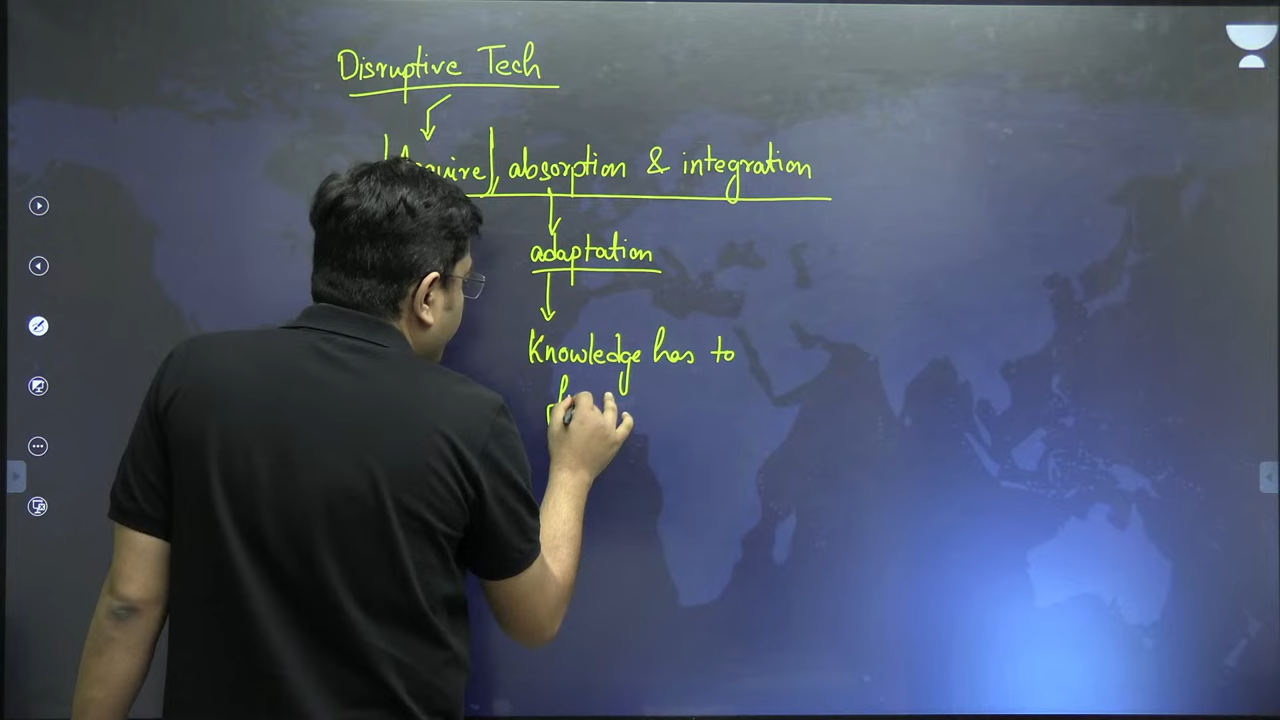 Disruptive Tech
absorption & integration
adaptation
Knowledge has to